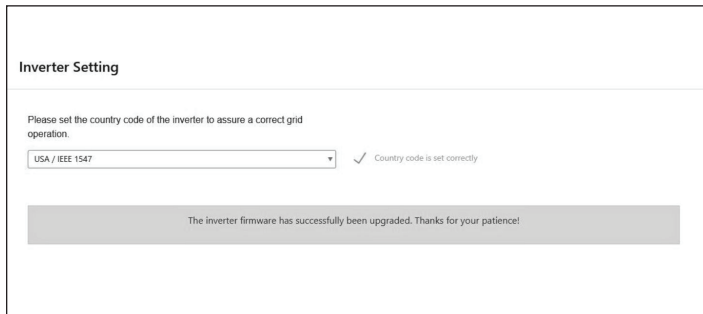 Inverter Setting
Please set the country code of the inverter to assure a correct grid
operation.
USA / IEEE 1547
Country code is set correctly
The inverter firmware has successfully been upgraded. Thanks for your patience!